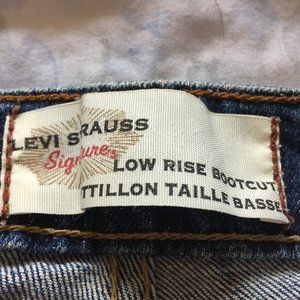 LEVI STRAUSS
Signature
LOW RISE BOOTCUT
TTILLON TAILLE BASSE